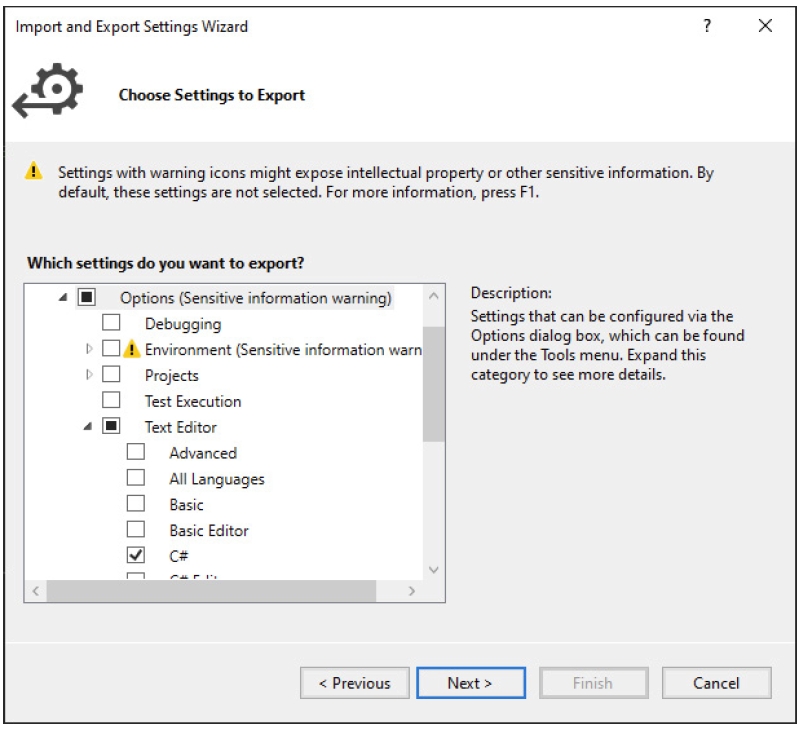 Import and Export Settings Wizard
?
Choose Settings to Export
Settings with warning icons might expose intellectual property or other sensitive information. By
default, these settings are not selected. For more information, press F1.
Which settings do you want to export?
Options (Sensitive information warning)
Debugging
Environment (Sensitive information warn
Projects
Test Execution
Text Editor
Advanced
All Languages
Basic
Basic Editor
C#
Description:
Settings that can be configured via the
Options dialog box, which can be found
under the Tools menu. Expand this
category to see more details.
< Previous
Next >
Finish
Cancel